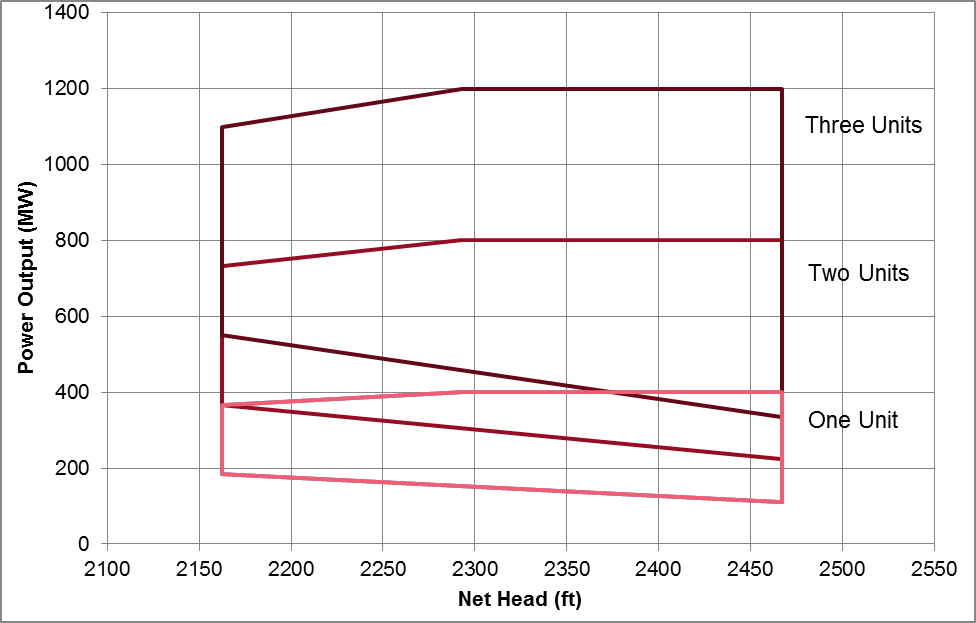 1400
1200
1000
800
600
400
200
0
Power Output (MW)
Three Units
Two Units
One Unit
2100 2150 2200 2250 2300 2350 2400 2450 2500 2550
Net Head (ft)